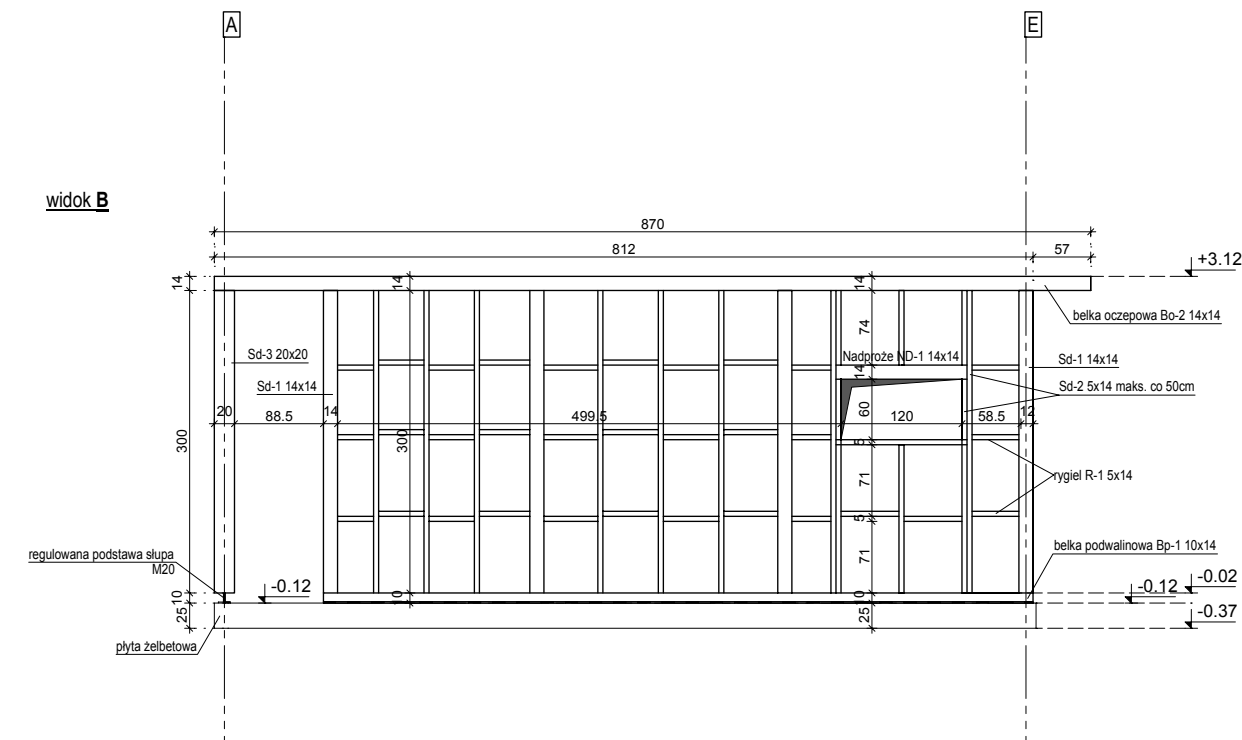 A
E
widok B
870
812
57
+3.12
14
14
14
belka oczepowa Bo-2 14x14
74
Sd-3 20x20
Nadproże ND-1 14x14
Sd-1 14x14
14
Sd-1 14x14
Sd-2 5x14 maks. co 50cm
20
88.5
14
499.5
60
120
58.5
12
300
300
5
71
rygiel R-1 5x14
5
71
regulowana podstawa słupa
M20
belka podwalinowa Bp-1 10x14
-0.12
-0.02
-0.12
10
10
10
25
25
-0.37
płyta żelbetowa